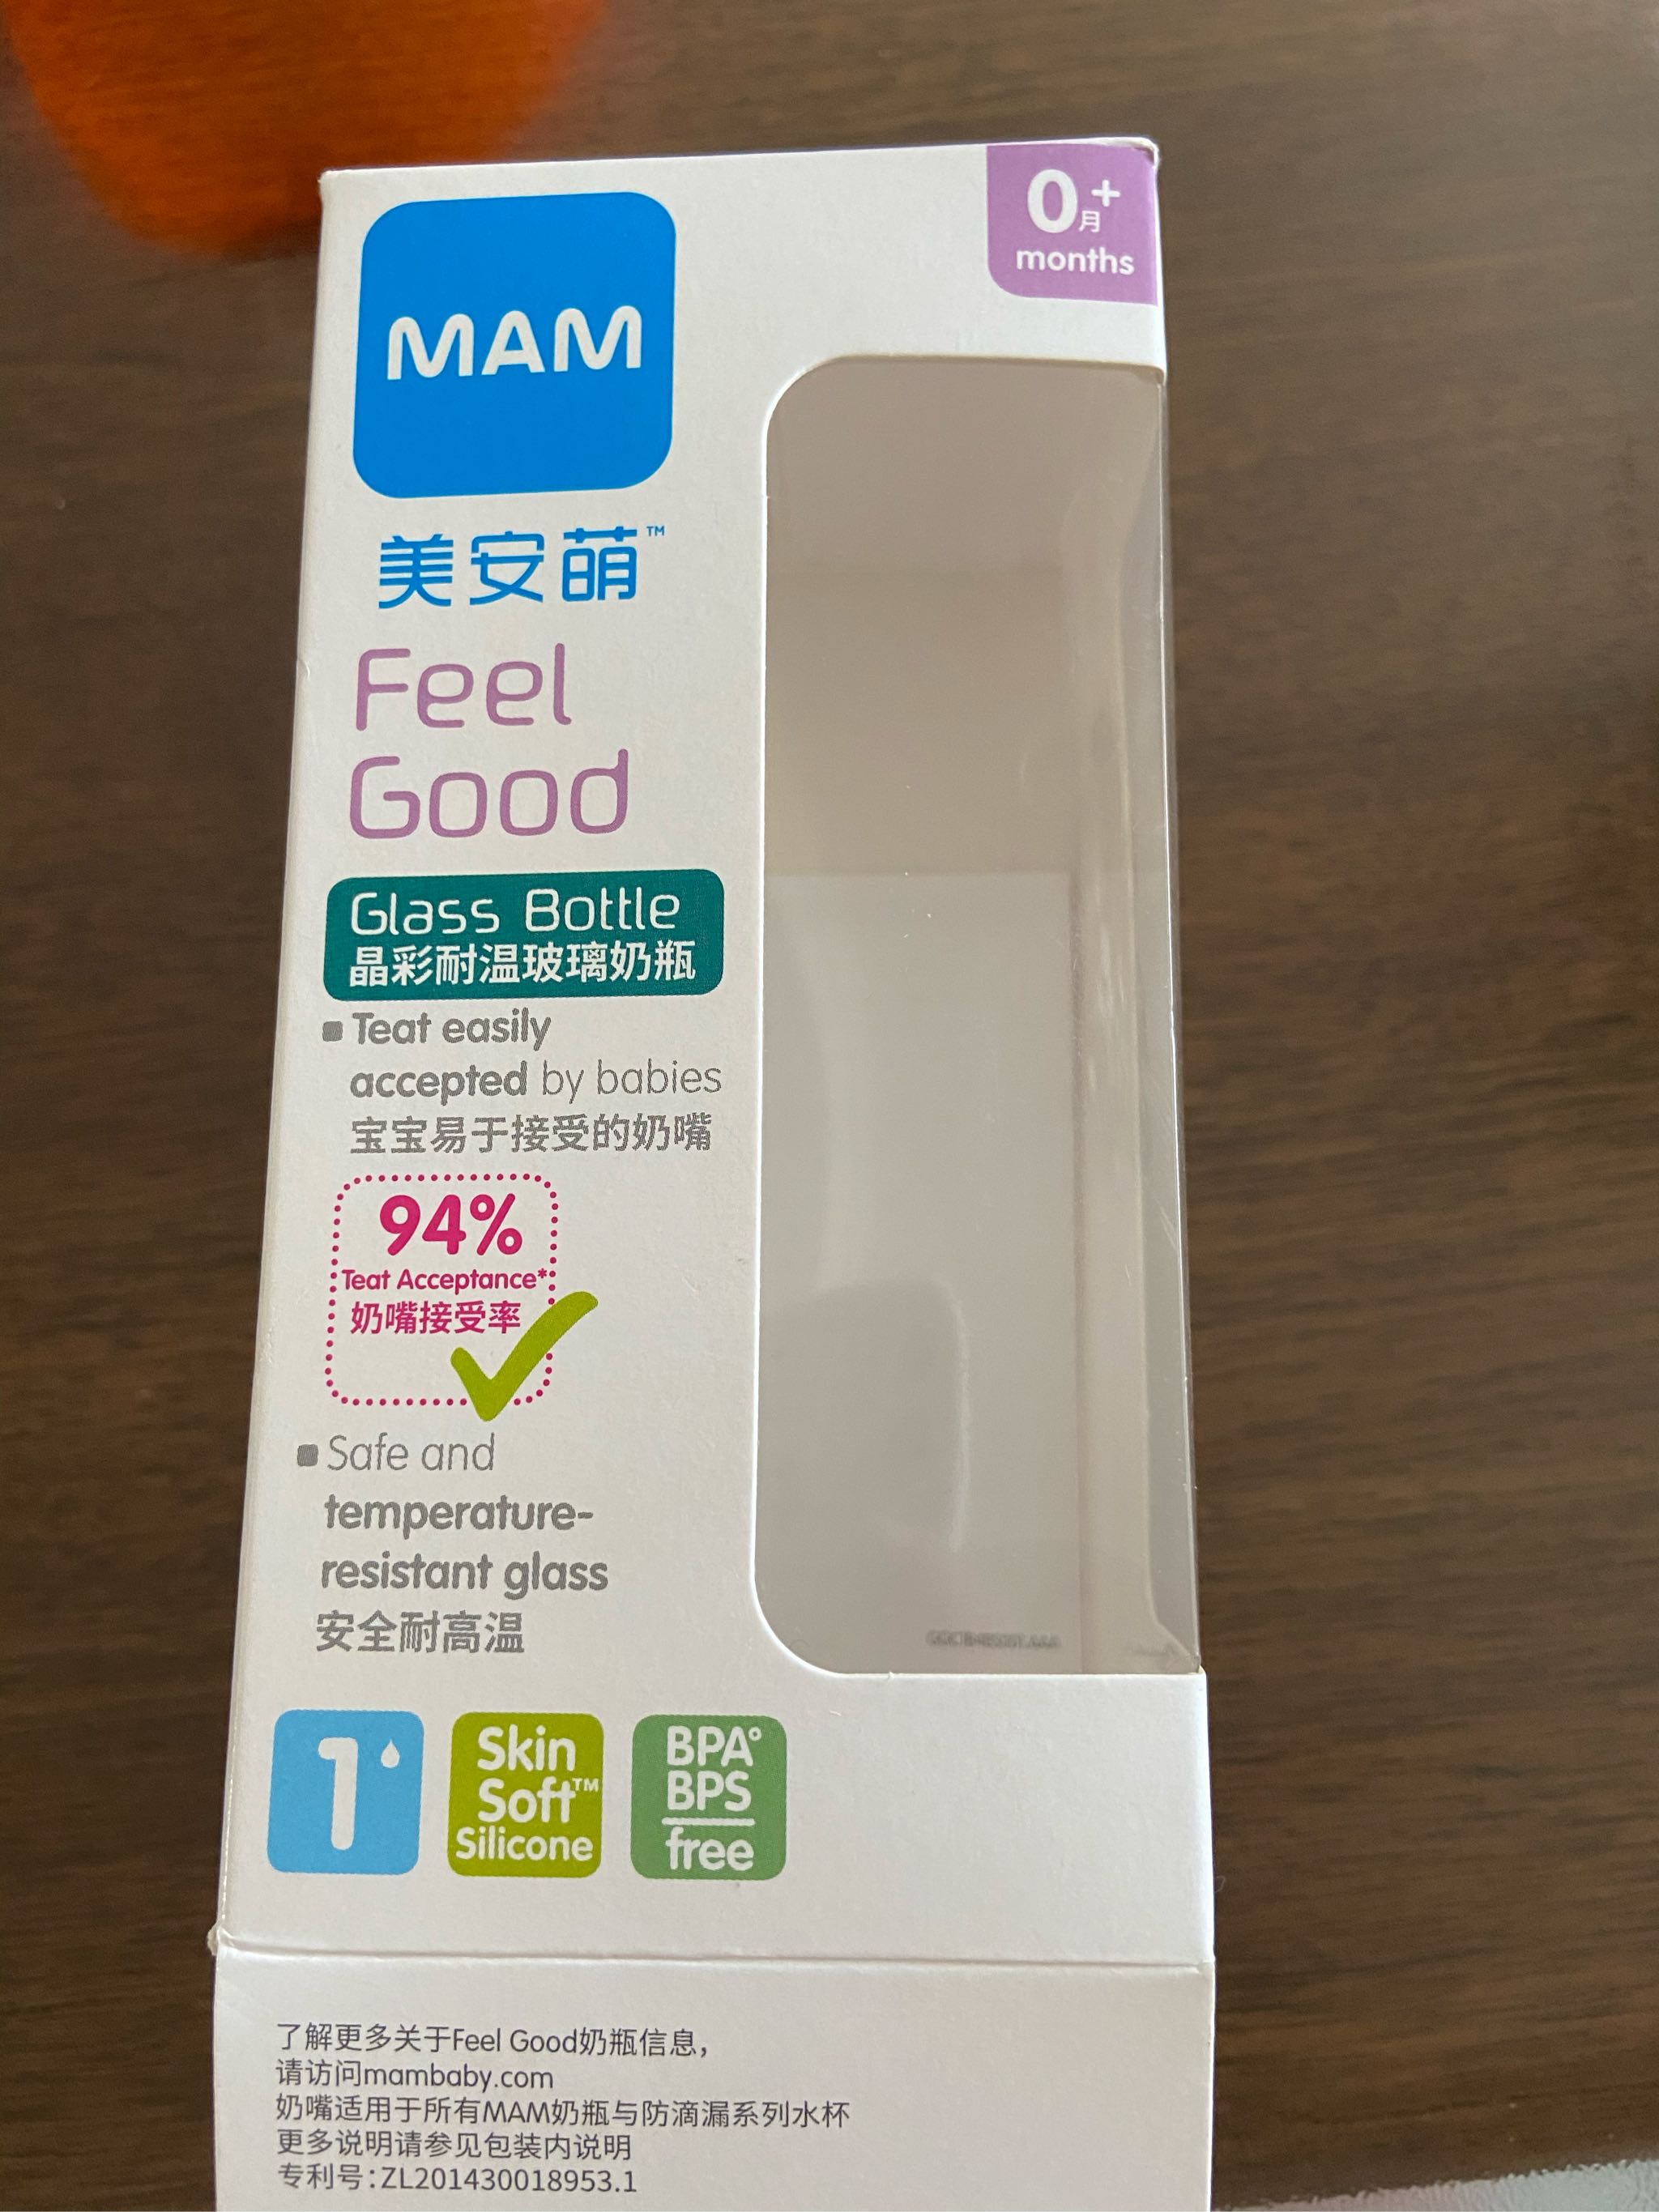 0+
月
months
MAM
美安萌™
Feel
Good
Glass Bottle
晶彩耐温玻璃奶瓶
Teat easily
accepted by babies
宝宝易于接受的奶嘴
94%
Teat Acceptance*
奶嘴接受率
Safe and
temperature-
resistant glass
安全耐高温
1
Skin
Soft™
Silicone
BPA°
BPS
free
了解更多关于Feel Good奶瓶信息，
请访问mambaby.com
奶嘴适用于所有MAM奶瓶与防滴漏系列水杯
更多说明请参见包装内说明
专利号：ZL201430018953.1